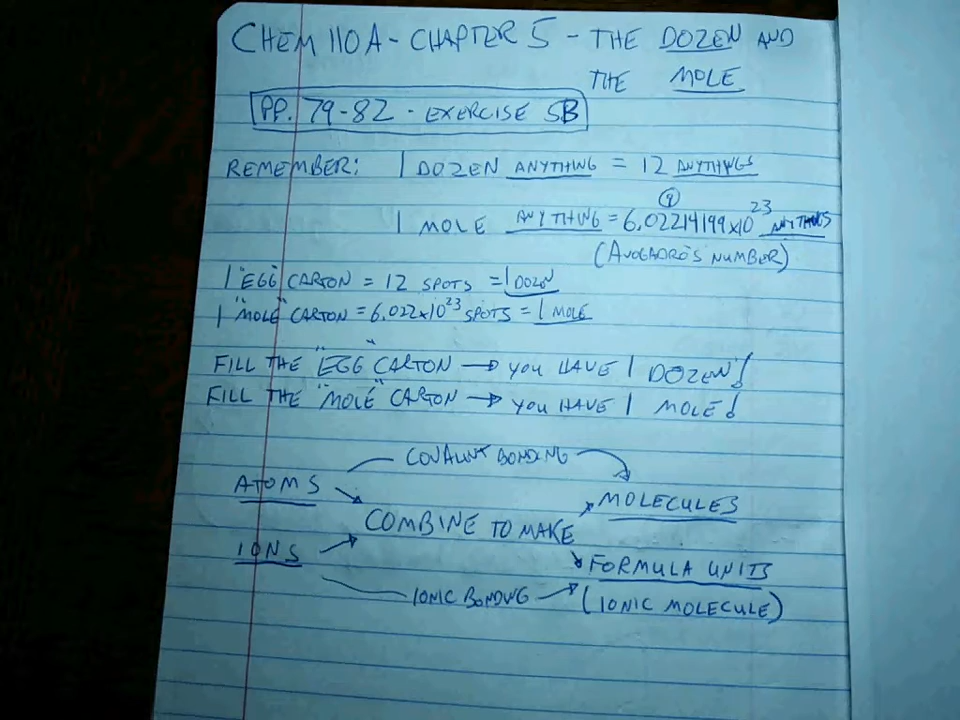 CHEM 110A - CHAPTER 5 - THE DOZEN AND
THE MOLE
PP. 79-82 - EXERCISE 5B
REMEMBER: 1 DOZEN ANYTHING = 12 ANYTHINGS
1 MOLE ANYTHING = 6.02214199x10^23 ANYTHINGS
(AVOGADRO'S NUMBER)
1 "EGG" CARTON = 12 SPOTS = 1 DOZEN
1 "MOLE" CARTON = 6.022x10^23 SPOTS = 1 MOLE
FILL THE "EGG" CARTON → YOU HAVE 1 DOZEN!
FILL THE "MOLE" CARTON → YOU HAVE 1 MOLE!
COVALENT BONDING
ATOMS
MOLECULES
COMBINE TO MAKE
IONS
FORMULA UNITS
IONIC BONDING → (IONIC MOLECULE)